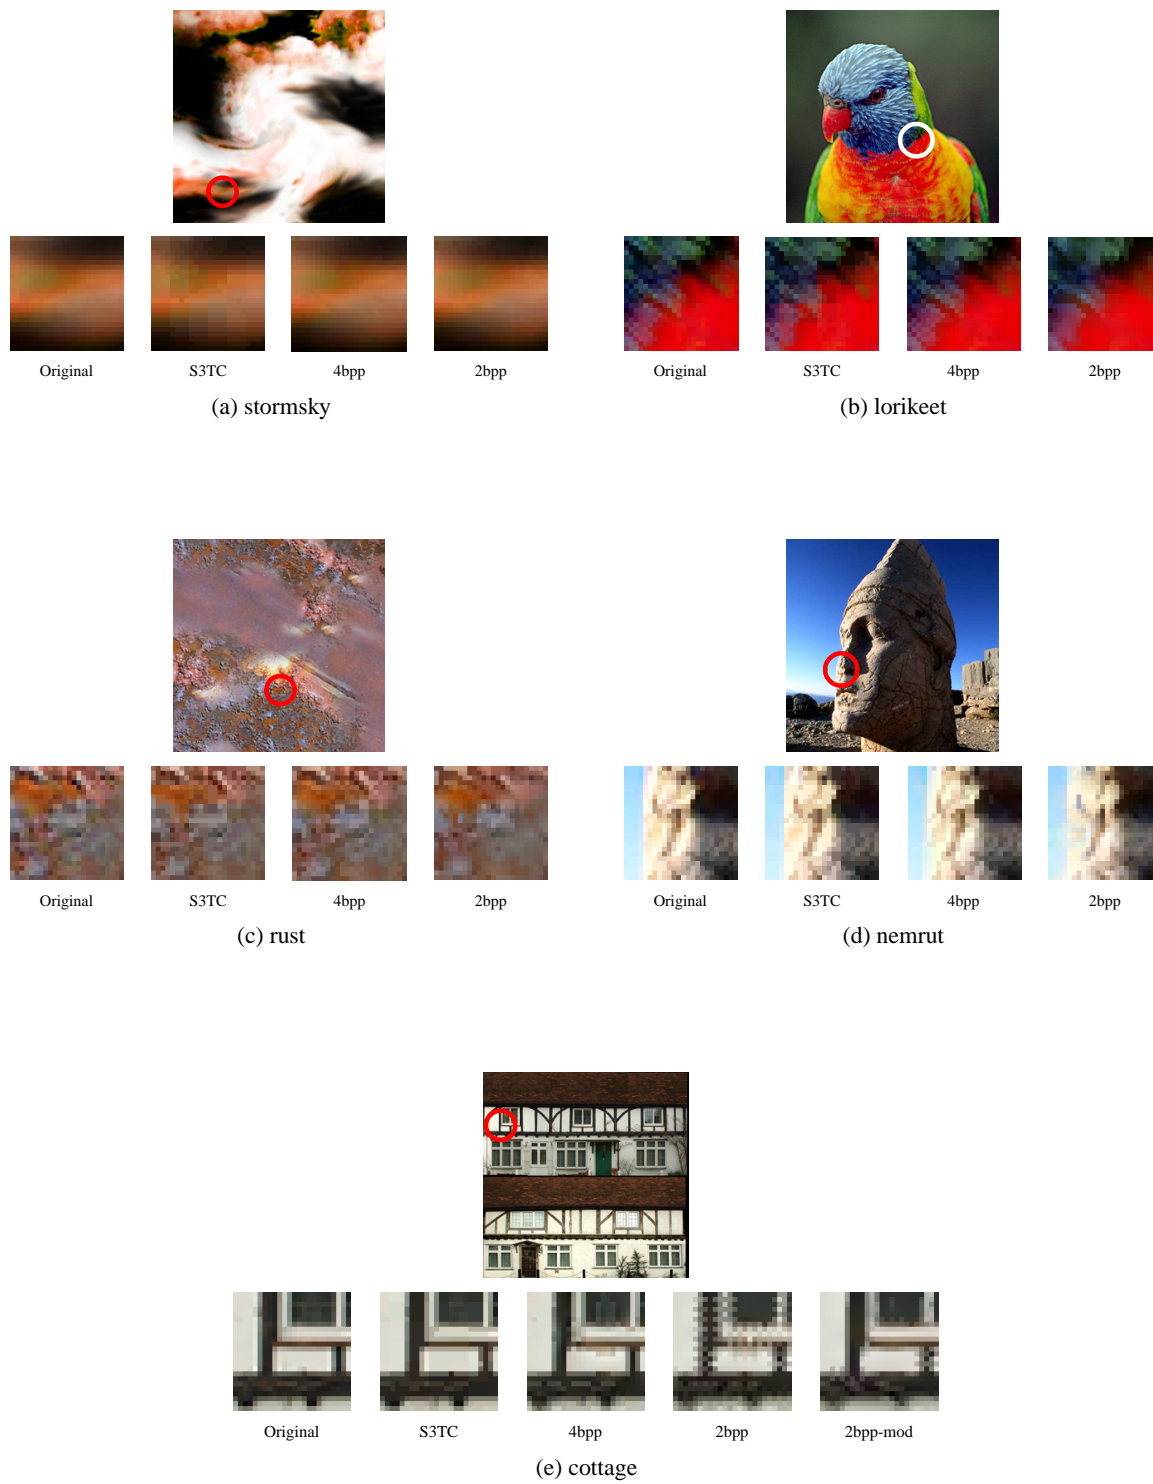 Original S3TC 4bpp 2bpp
(a) stormsky
Original S3TC 4bpp 2bpp
(b) lorikeet
Original S3TC 4bpp 2bpp
(c) rust
Original S3TC 4bpp 2bpp
(d) nemrut
Original S3TC 4bpp 2bpp 2bpp-mod
(e) cottage